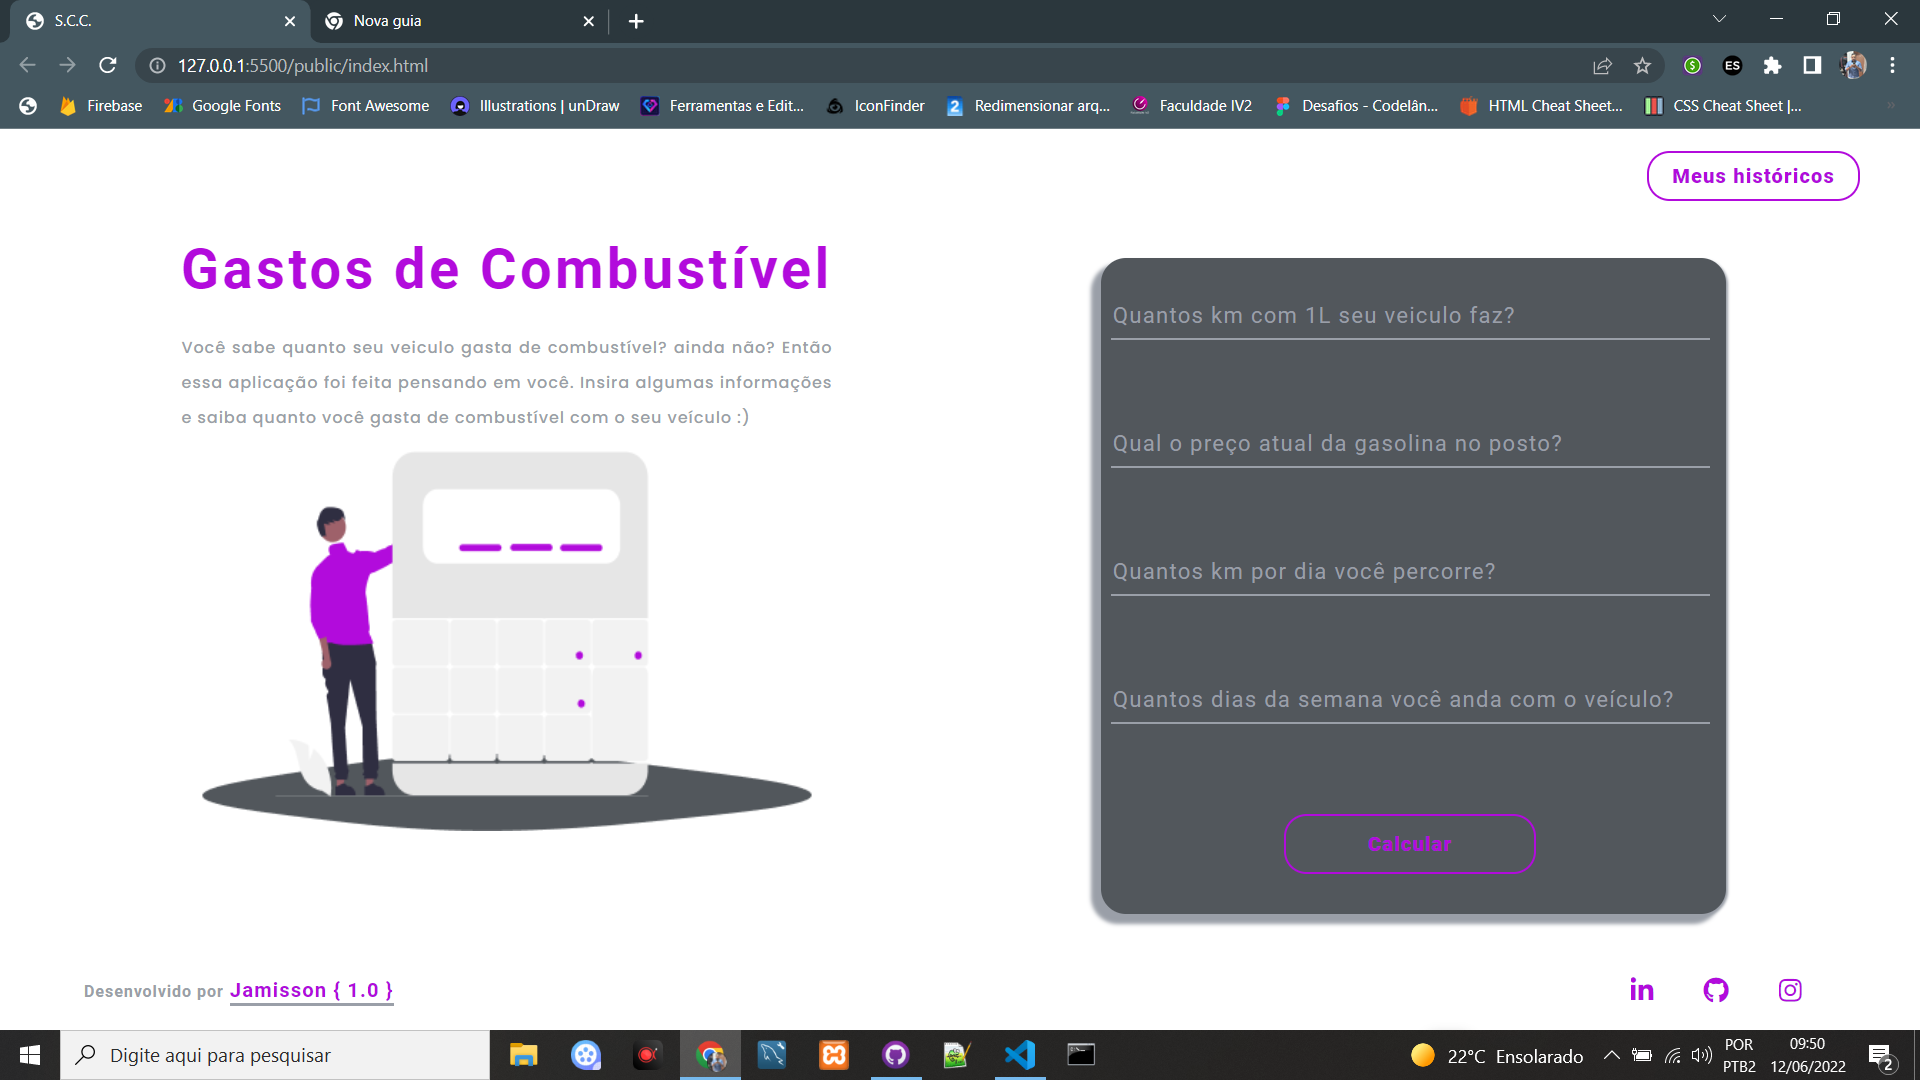 S.C.C.
Nova guia
127.0.0.1:5500/public/index.html
ES
Firebase
Google Fonts
Font Awesome
Illustrations | unDraw
Ferramentas e Edit...
IconFinder
2
Redimensionar arq...
Faculdade IV2
Desafios - Codelân...
HTML Cheat Sheet...
CSS Cheat Sheet |...
»
Meus históricos
Gastos de Combustível
Você sabe quanto seu veiculo gasta de combustível? ainda não? Então
essa aplicação foi feita pensando em você. Insira algumas informações
e saiba quanto você gasta de combustível com o seu veículo :)
Quantos km com 1L seu veiculo faz?
Qual o preço atual da gasolina no posto?
Quantos km por dia você percorre?
Quantos dias da semana você anda com o veículo?
Calcular
Desenvolvido por Jamisson { 1.0 }
in
Digite aqui para pesquisar
22°C Ensolarado
POR
PTB2
09:50
12/06/2022
2